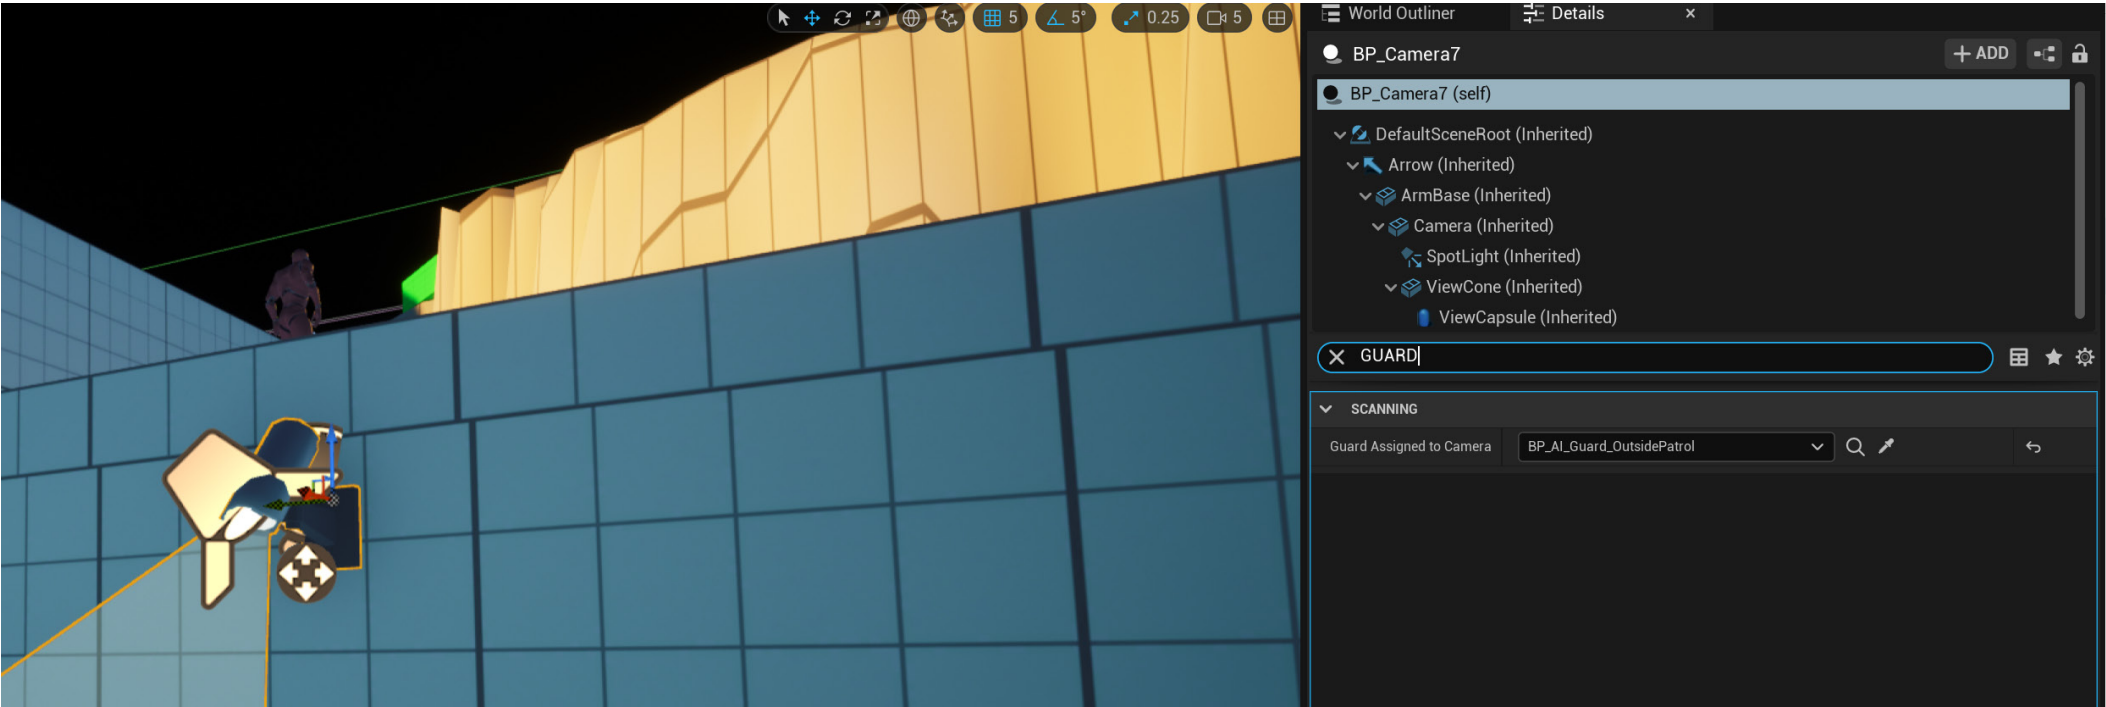 5
5°
0.25
5
World Outliner
Details
BP_Camera7
ADD
BP_Camera7 (self)
DefaultSceneRoot (Inherited)
Arrow (Inherited)
ArmBase (Inherited)
Camera (Inherited)
SpotLight (Inherited)
ViewCone (Inherited)
ViewCapsule (Inherited)
GUARD
SCANNING
Guard Assigned to Camera
BP_AI_Guard_OutsidePatrol